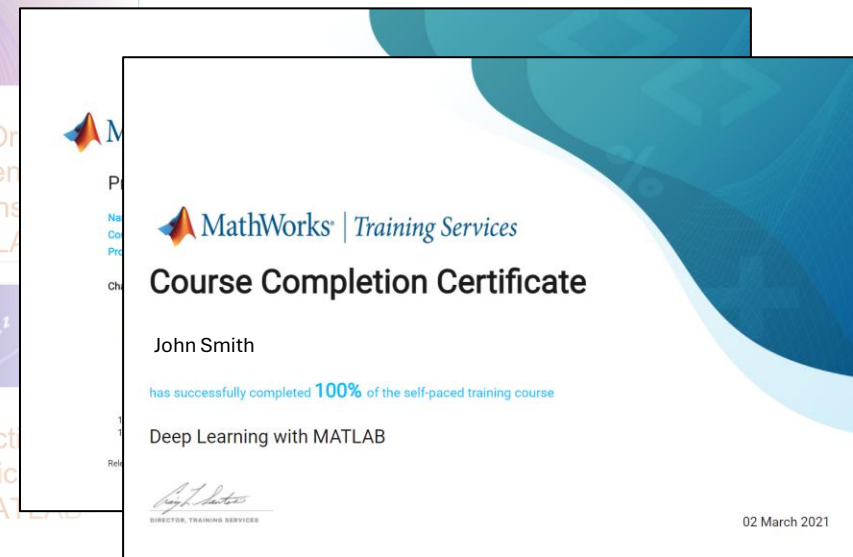 MathWorks® | Training Services
Course Completion Certificate
John Smith
has successfully completed 100% of the self-paced training course
Deep Learning with MATLAB
DIRECTOR, TRAINING SERVICES
02 March 2021